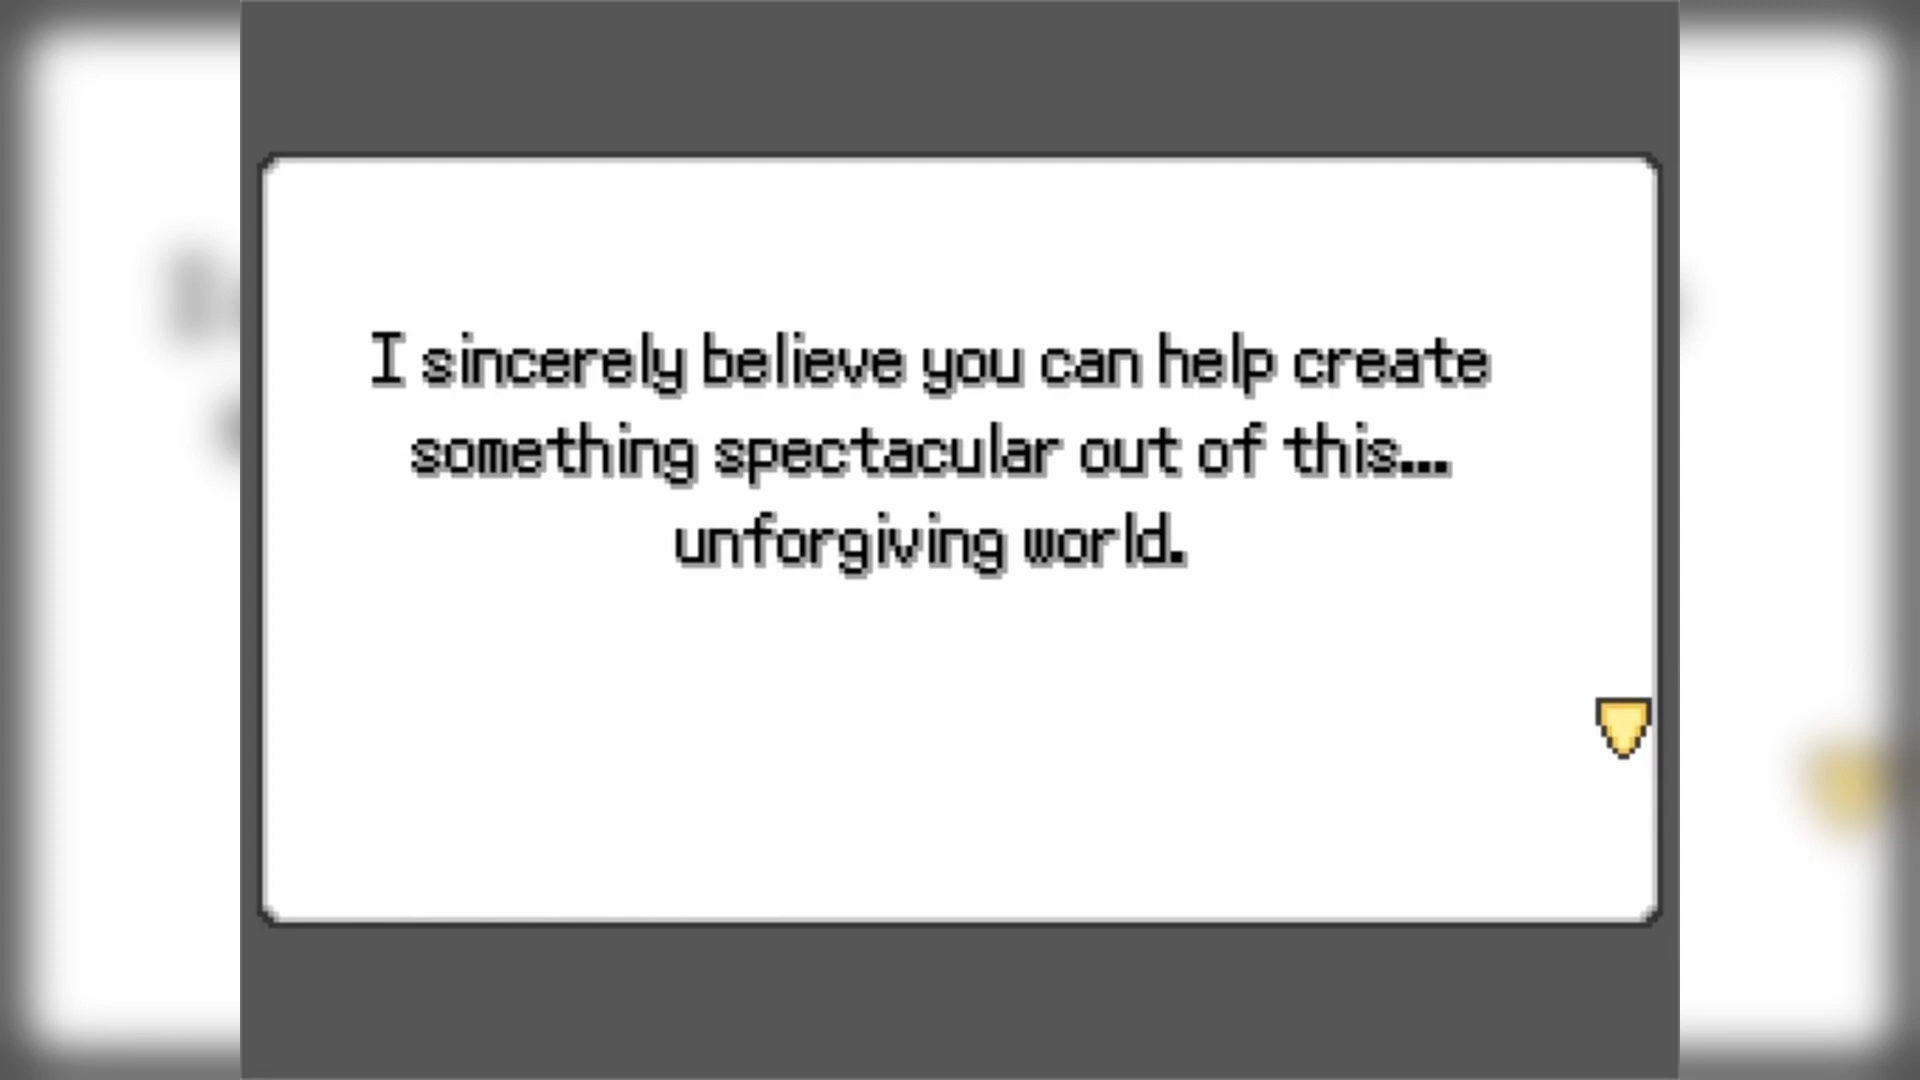 I sincerely believe you can help create
something spectacular out of this...
unforgiving world.